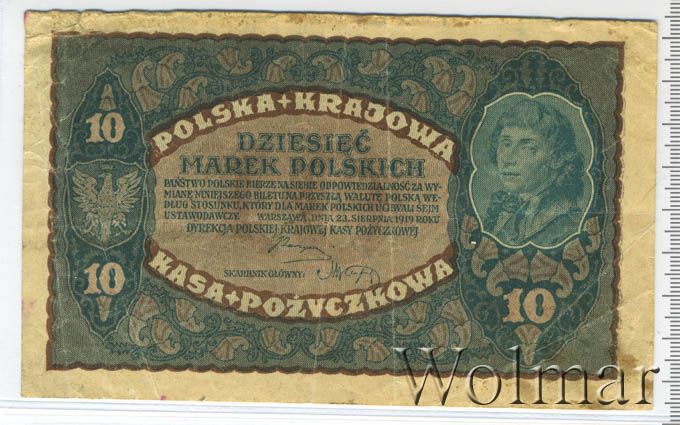 POLSKA+KRAJOWA
10
DZIESIĘĆ
MAREK POLSKICH
PAŃSTWO POLSKIE BIERZE NA SIEBIE ODPOWIEDZIALNOŚĆ ZA WY-
MIANĘ NINIEJSZEGO BILETU NA PRZYSZŁĄ WALUTĘ POLSKĄ WE-
DŁUG STOSUNKU, KTÓRY DLA MAREK POLSKICH UCHWALI SEJM
USTAWODAWCZY. WARSZAWA DNIA 23. SIERPNIA 1919 ROKU
DYREKCJA POLSKIEJ KRAJOWEJ KASY POŻYCZKOWEJ
SKARBNIK GŁÓWNY:
10
KASA+POŻYCZKOWA
10
Wolmar